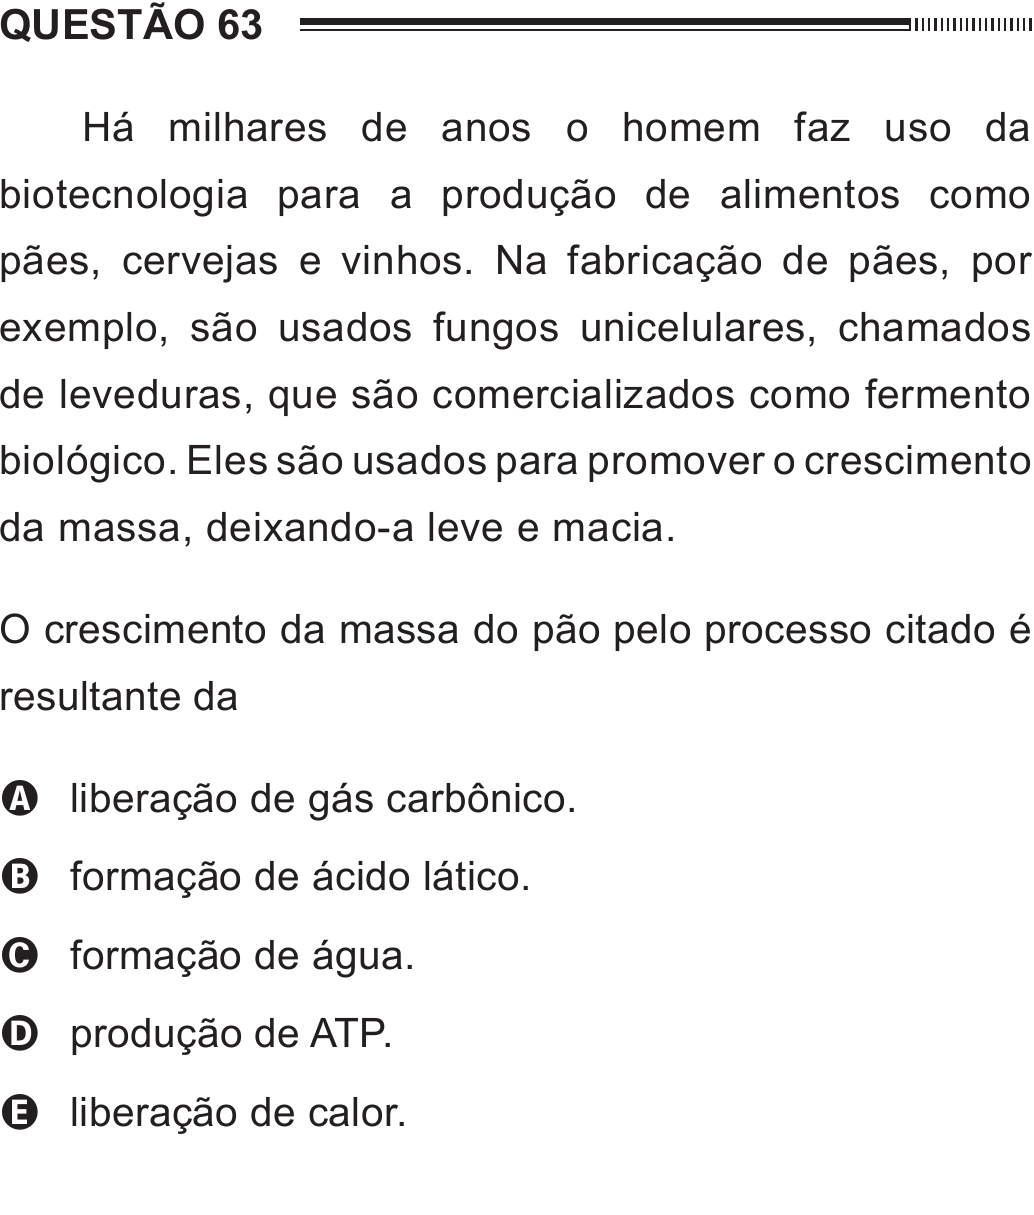 QUESTÃO 63
Há milhares de anos o homem faz uso da
biotecnologia para a produção de alimentos como
pães, cervejas e vinhos. Na fabricação de pães, por
exemplo, são usados fungos unicelulares, chamados
de leveduras, que são comercializados como fermento
biológico. Eles são usados para promover o crescimento
da massa, deixando-a leve e macia.
O crescimento da massa do pão pelo processo citado é
resultante da
A liberação de gás carbônico.
B formação de ácido lático.
C formação de água.
D produção de ATP.
E liberação de calor.